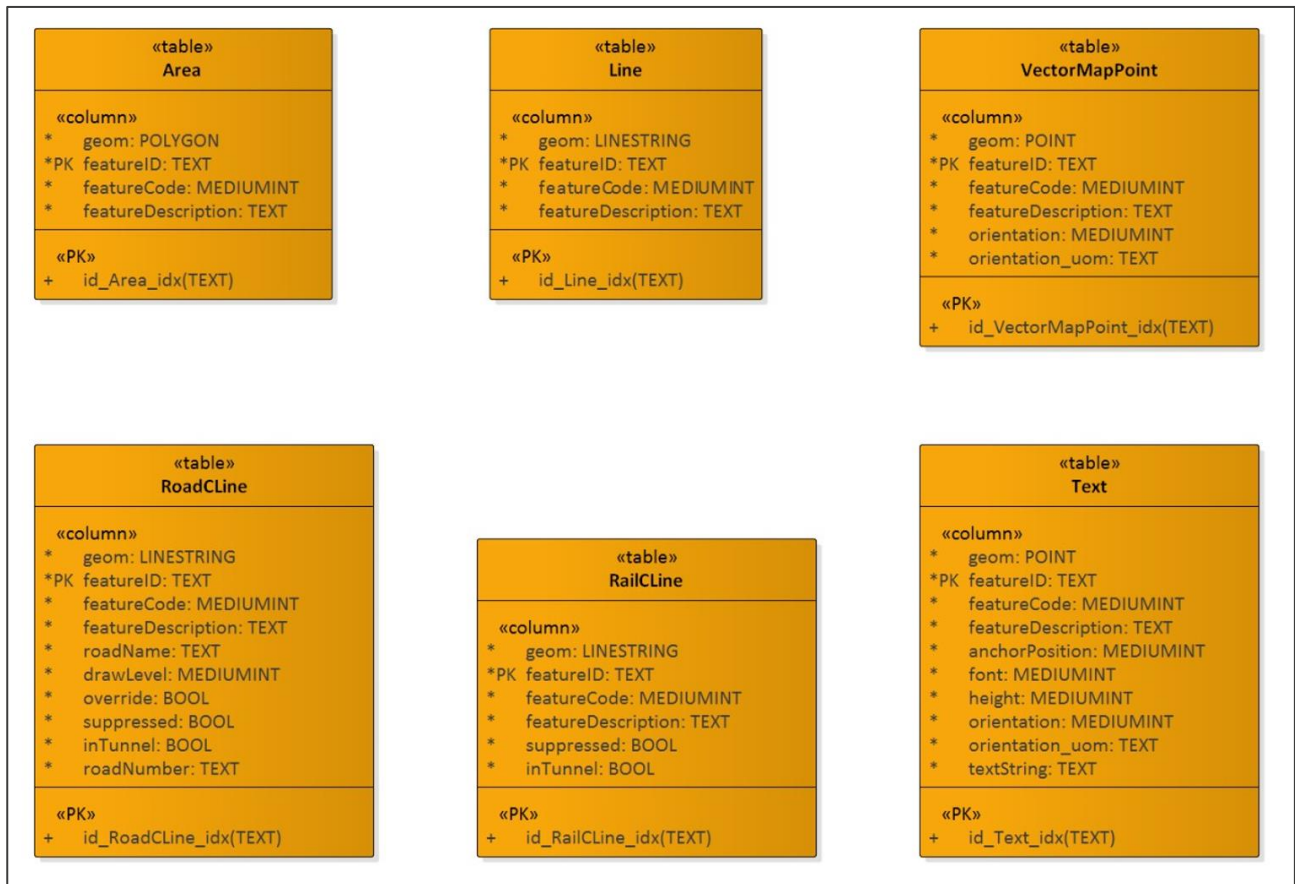 «table»
Area
«column»
* geom: POLYGON
*PK featureID: TEXT
* featureCode: MEDIUMINT
* featureDescription: TEXT
«PK»
+ id_Area_idx(TEXT)
«table»
Line
«column»
* geom: LINESTRING
*PK featureID: TEXT
* featureCode: MEDIUMINT
* featureDescription: TEXT
«PK»
+ id_Line_idx(TEXT)
«table»
VectorMapPoint
«column»
* geom: POINT
*PK featureID: TEXT
* featureCode: MEDIUMINT
* featureDescription: TEXT
* orientation: MEDIUMINT
* orientation_uom: TEXT
«PK»
+ id_VectorMapPoint_idx(TEXT)
«table»
RoadCLine
«column»
* geom: LINESTRING
*PK featureID: TEXT
* featureCode: MEDIUMINT
* featureDescription: TEXT
* roadName: TEXT
* drawLevel: MEDIUMINT
* override: BOOL
* suppressed: BOOL
* inTunnel: BOOL
* roadNumber: TEXT
«PK»
+ id_RoadCLine_idx(TEXT)
«table»
RailCLine
«column»
* geom: LINESTRING
*PK featureID: TEXT
* featureCode: MEDIUMINT
* featureDescription: TEXT
* suppressed: BOOL
* inTunnel: BOOL
«PK»
+ id_RailCLine_idx(TEXT)
«table»
Text
«column»
* geom: POINT
*PK featureID: TEXT
* featureCode: MEDIUMINT
* featureDescription: TEXT
* anchorPosition: MEDIUMINT
* font: MEDIUMINT
* height: MEDIUMINT
* orientation: MEDIUMINT
* orientation_uom: TEXT
* textString: TEXT
«PK»
+ id_Text_idx(TEXT)